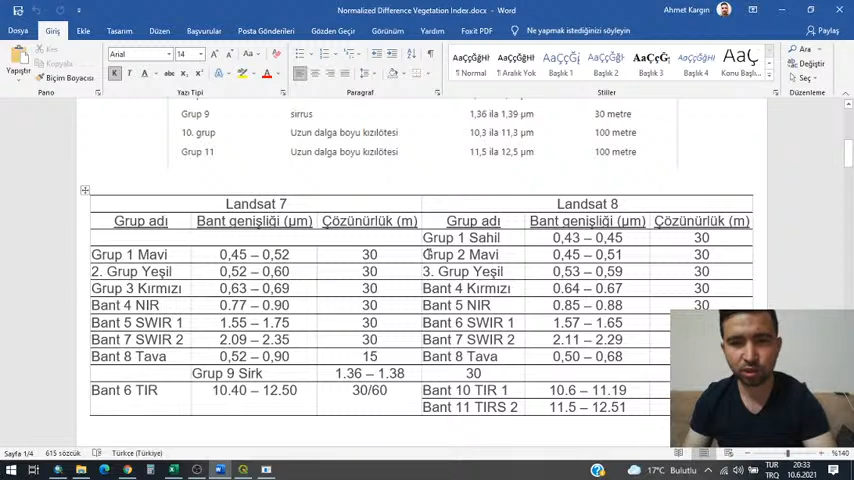 Normalized Difference Vegetation Index.docx - Word
Ahmet Kargın
Dosya Giriş Ekle Tasarım Düzen Başvurular Postalar Gözden Geçir Görünüm Yardım Foxit PDF Ne yapmak istediğinizi söyleyin Paylaş
Kes
Kopyala
Yapıştır
Biçim Boyacısı
Arial 14
AaÇçĞğHl AaÇçĞğHl AaÇçĞğ AaÇçĞğH AaÇçĞğ AaÇçĞğH AaÇ
¶ Normal ¶ Aralık Yok Başlık 1 Başlık 2 Başlık 3 Başlık 4 Konu Başlı...
Ara
Değiştir
Seç
Pano Yazı Tipi Paragraf Stiller Düzenleme
Grup 9 sirrus 1,36 ila 1,39 µm 30 metre
10. grup Uzun dalga boyu kızılötesi 10,3 ila 11,3 µm 100 metre
Grup 11 Uzun dalga boyu kızılötesi 11,5 ila 12,5 µm 100 metre
Landsat 7 Landsat 8
Grup adı Bant genişliği (µm) Çözünürlük (m) Grup adı Bant genişliği (µm) Çözünürlük (m)
Grup 1 Sahil 0,43 – 0,45 30
Grup 1 Mavi 0,45 – 0,52 30 Grup 2 Mavi 0,45 – 0,51 30
2. Grup Yeşil 0,52 – 0,60 30 3. Grup Yeşil 0,53 – 0,59 30
Grup 3 Kırmızı 0,63 – 0,69 30 Bant 4 Kırmızı 0.64 – 0.67 30
Bant 4 NIR 0.77 – 0.90 30 Bant 5 NIR 0.85 – 0.88 30
Bant 5 SWIR 1 1.55 – 1.75 30 Bant 6 SWIR 1 1.57 – 1.65
Bant 7 SWIR 2 2.09 – 2.35 30 Bant 7 SWIR 2 2.11 – 2.29
Bant 8 Tava 0,52 – 0,90 15 Bant 8 Tava 0,50 – 0,68
Grup 9 Sirk 1.36 – 1.38 30
Bant 6 TIR 10.40 – 12.50 30/60 Bant 10 TIR 1 10.6 – 11.19
Bant 11 TIRS 2 11.5 – 12.51
Sayfa 1/4 615 sözcük Türkçe (Türkiye) %140
17°C Bulutlu TUR 20:33
TRQ 10.6.2021